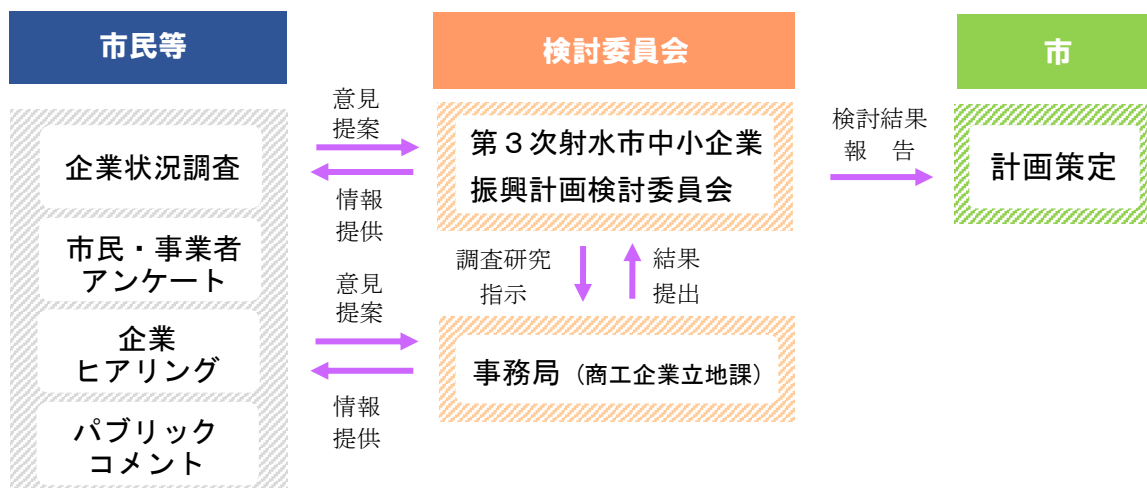 市民等
検討委員会
市
企業状況調査
市民・事業者
アンケート
企業
ヒアリング
パブリック
コメント
意見
提案
情報
提供
意見
提案
情報
提供
第3次射水市中小企業
振興計画検討委員会
調査研究
指示
結果
提出
事務局（商工企業立地課）
検討結果
報　告
計画策定